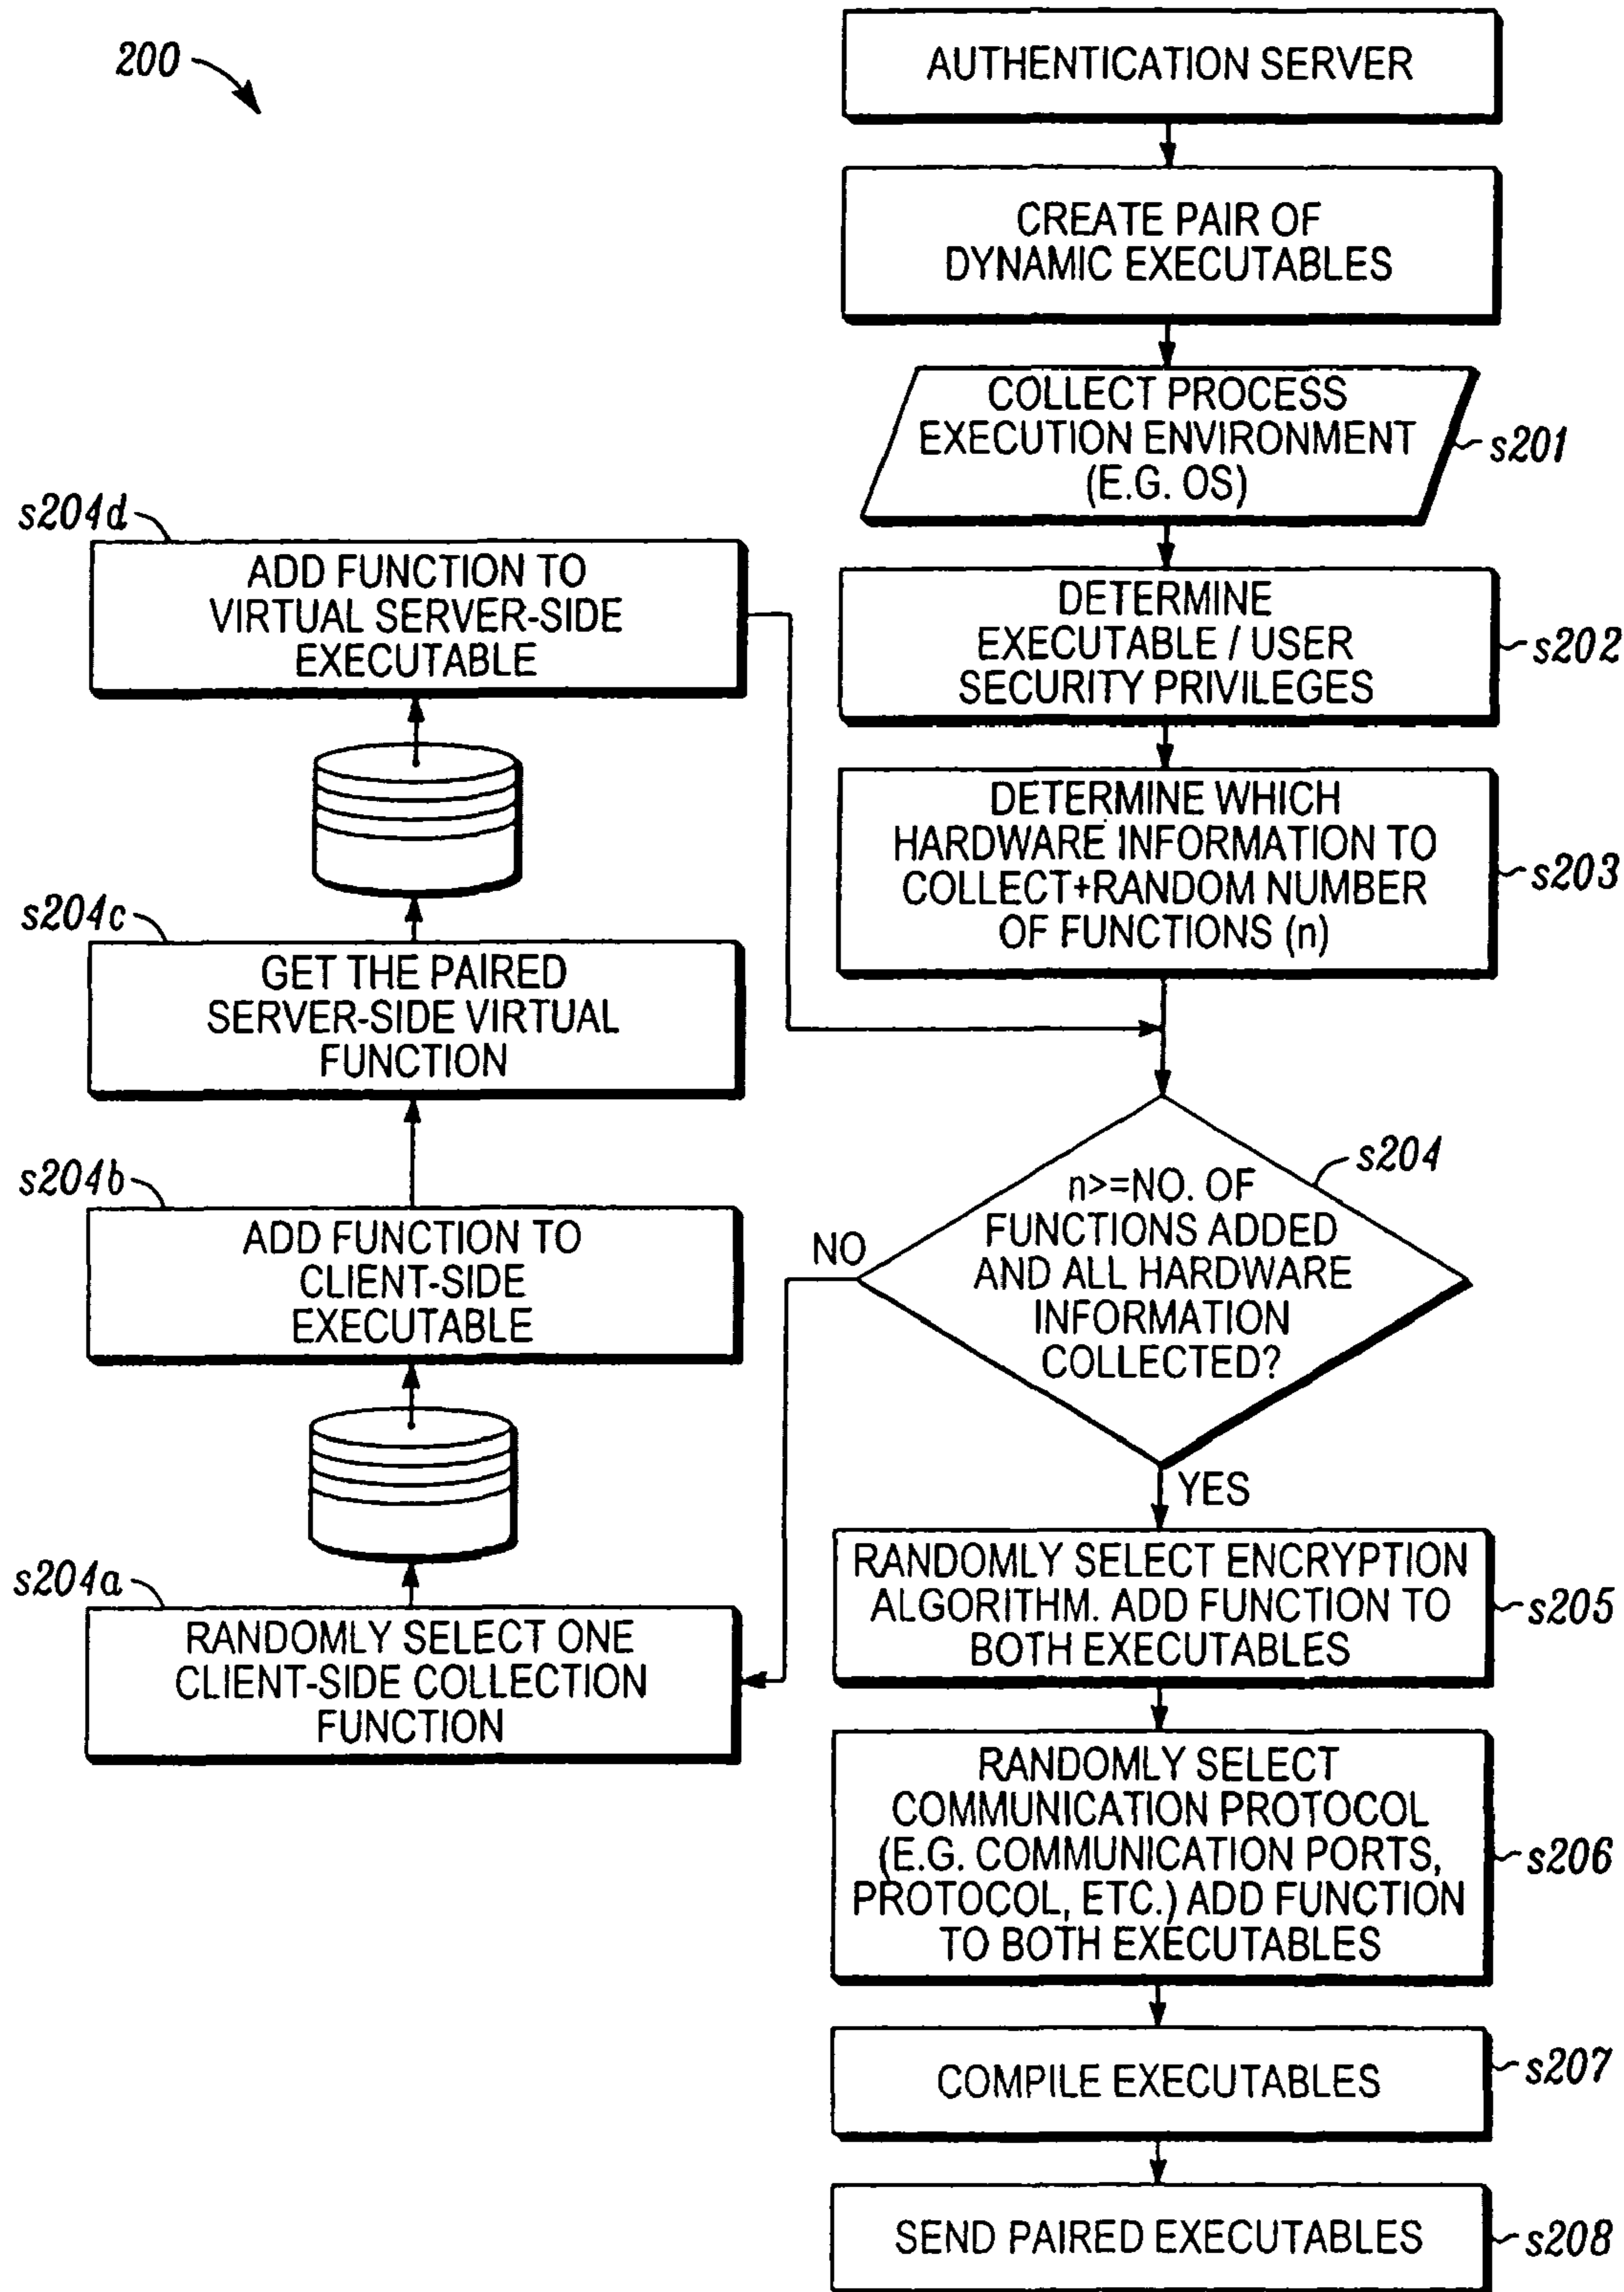 200
AUTHENTICATION SERVER
CREATE PAIR OF
DYNAMIC EXECUTABLES
COLLECT PROCESS
EXECUTION ENVIRONMENT
(E.G. OS)
s201
DETERMINE
EXECUTABLE / USER
SECURITY PRIVILEGES
s202
DETERMINE WHICH
HARDWARE INFORMATION TO
COLLECT+RANDOM NUMBER
OF FUNCTIONS (n)
s203
n>=NO. OF
FUNCTIONS ADDED
AND ALL HARDWARE
INFORMATION
COLLECTED?
s204
NO
YES
s204a
RANDOMLY SELECT ONE
CLIENT-SIDE COLLECTION
FUNCTION
s204b
ADD FUNCTION TO
CLIENT-SIDE
EXECUTABLE
s204c
GET THE PAIRED
SERVER-SIDE VIRTUAL
FUNCTION
s204d
ADD FUNCTION TO
VIRTUAL SERVER-SIDE
EXECUTABLE
RANDOMLY SELECT ENCRYPTION
ALGORITHM. ADD FUNCTION TO
BOTH EXECUTABLES
s205
RANDOMLY SELECT
COMMUNICATION PROTOCOL
(E.G. COMMUNICATION PORTS,
PROTOCOL, ETC.) ADD FUNCTION
TO BOTH EXECUTABLES
s206
COMPILE EXECUTABLES
s207
SEND PAIRED EXECUTABLES
s208